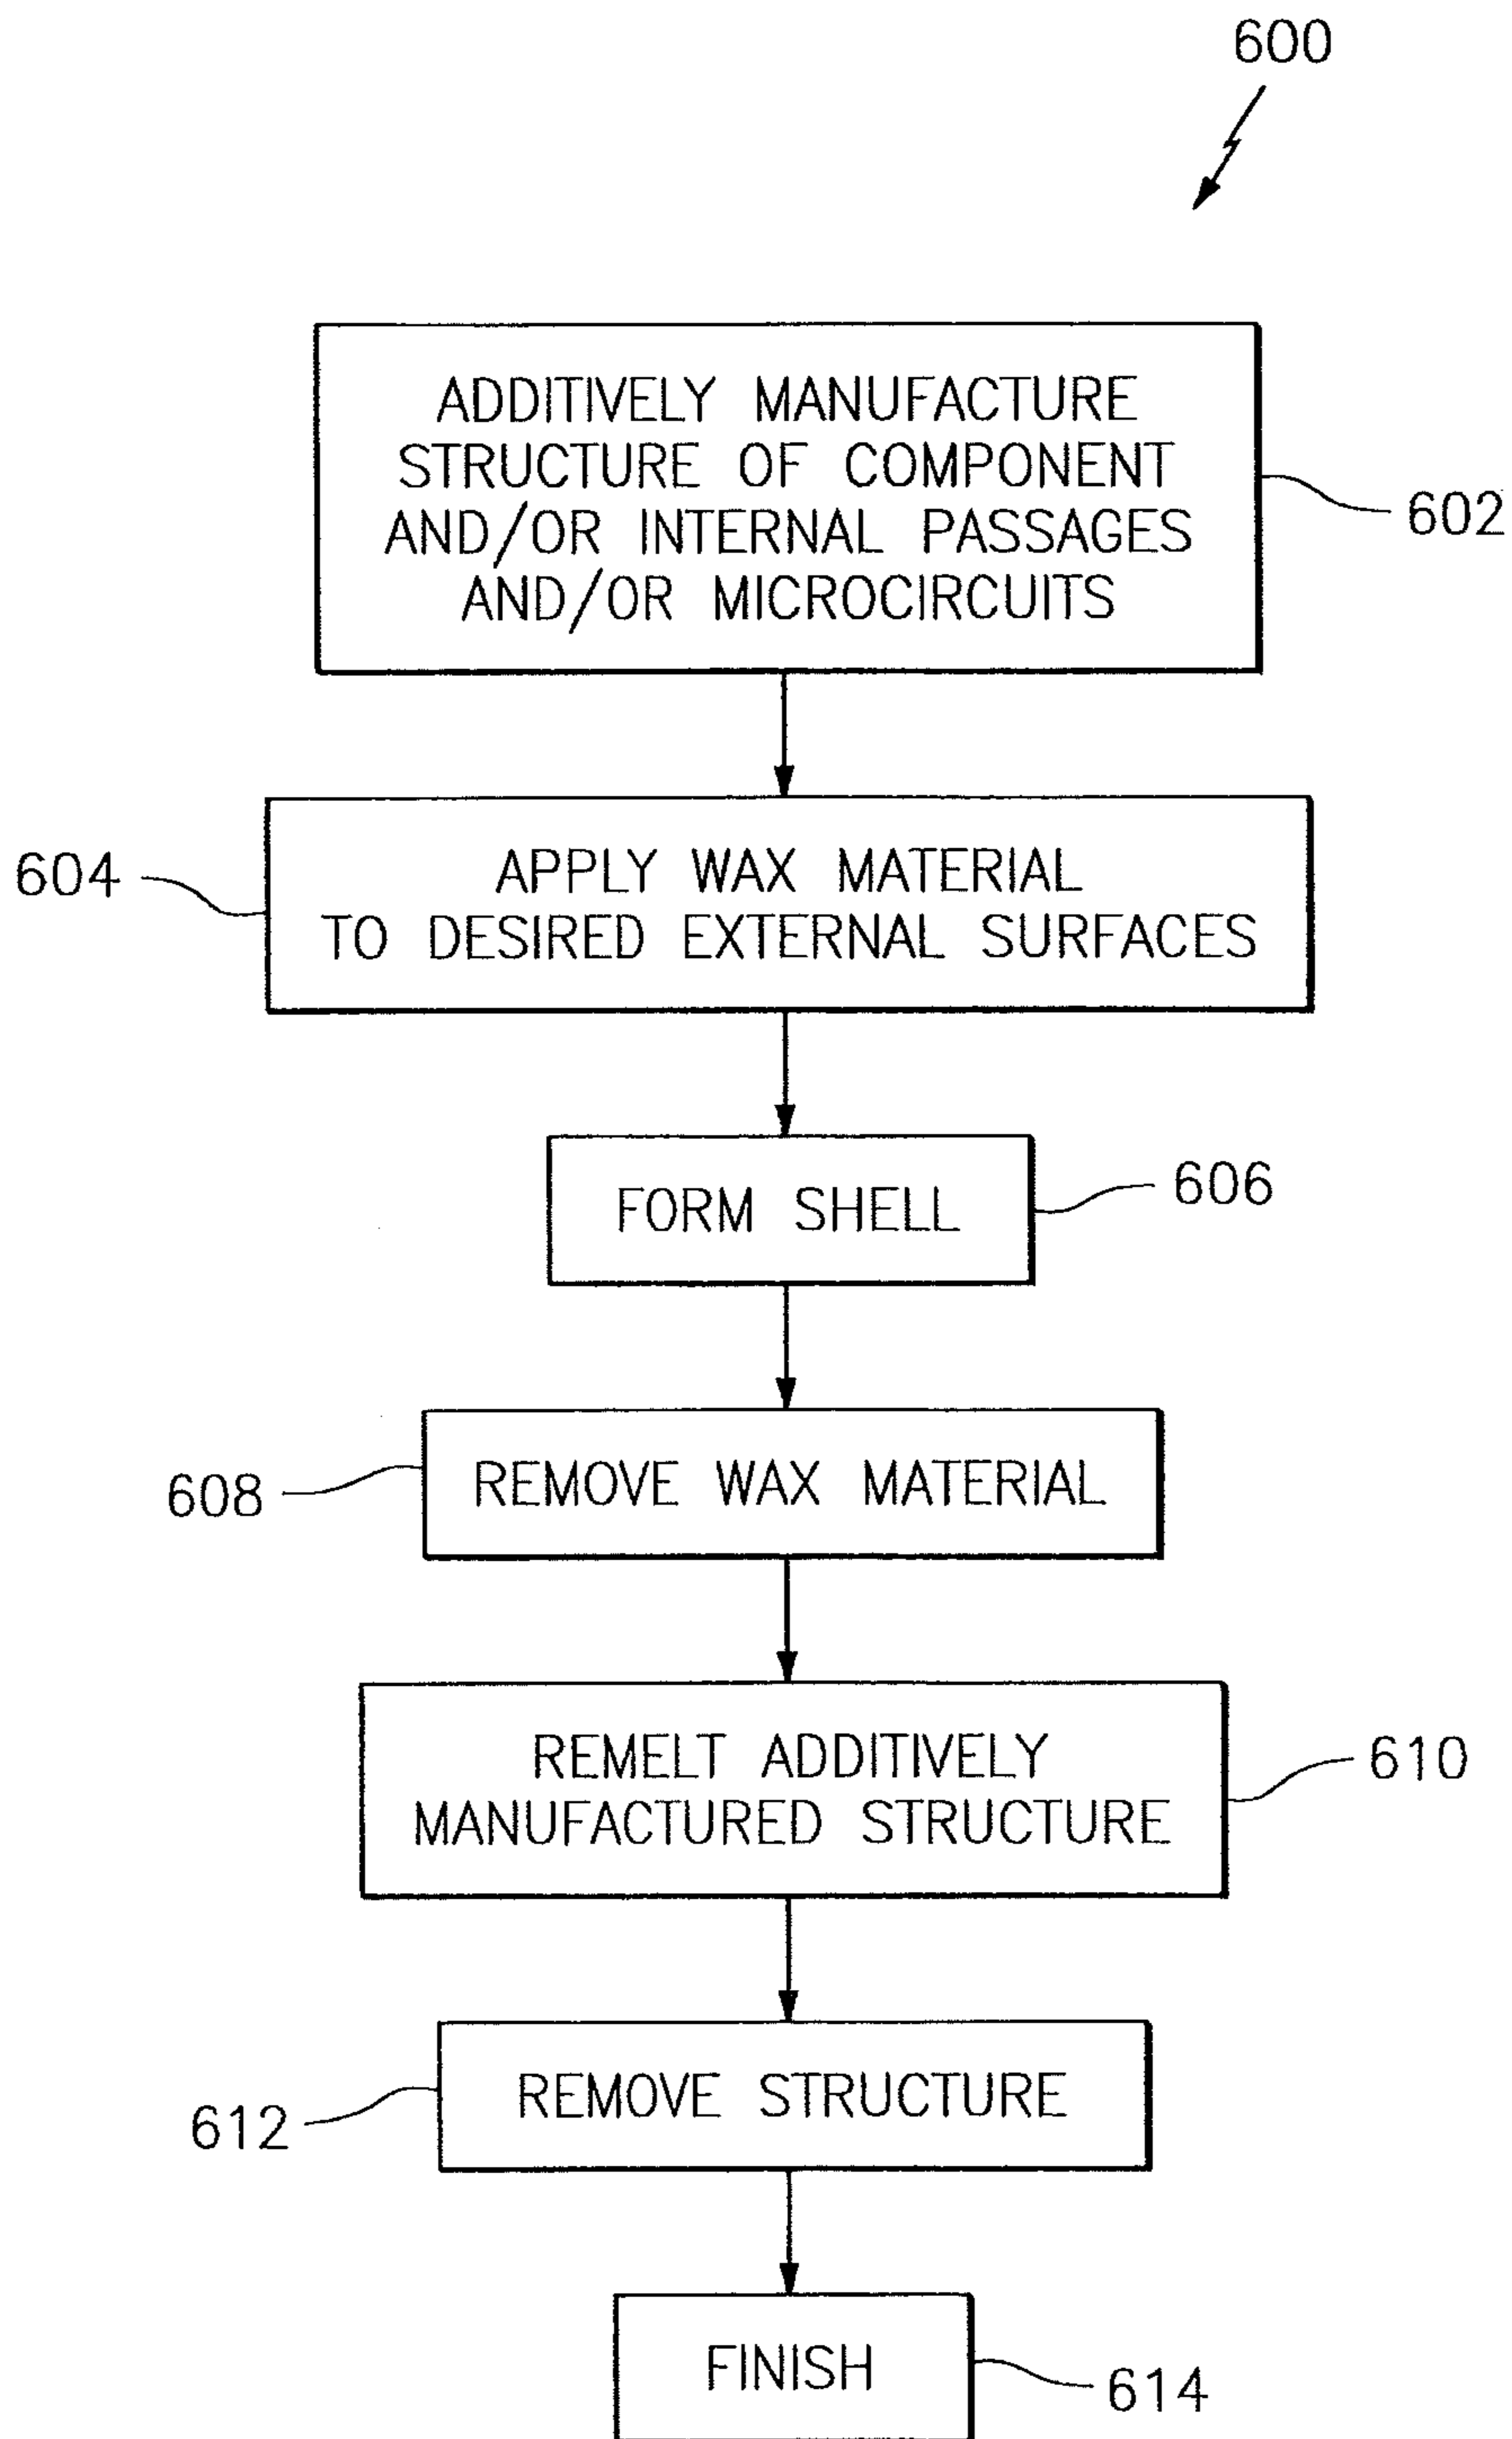 600
ADDITIVELY MANUFACTURE
STRUCTURE OF COMPONENT
AND/OR INTERNAL PASSAGES
AND/OR MICROCIRCUITS
602
APPLY WAX MATERIAL
TO DESIRED EXTERNAL SURFACES
604
FORM SHELL
606
REMOVE WAX MATERIAL
608
REMELT ADDITIVELY
MANUFACTURED STRUCTURE
610
REMOVE STRUCTURE
612
FINISH
614